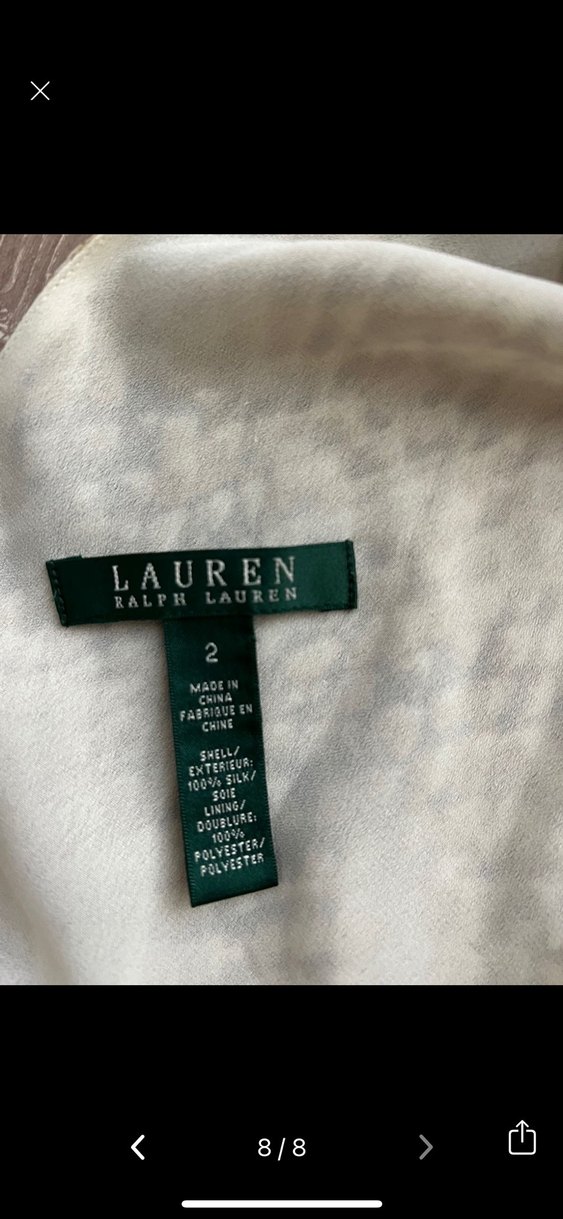 LAUREN
RALPH LAUREN
2
MADE IN
CHINA
FABRIQUE EN
CHINE
SHELL/
EXTERIEUR:
100% SILK/
SOIE
LINING/
DOUBLURE:
100%
POLYESTER/
POLYESTER
8/8